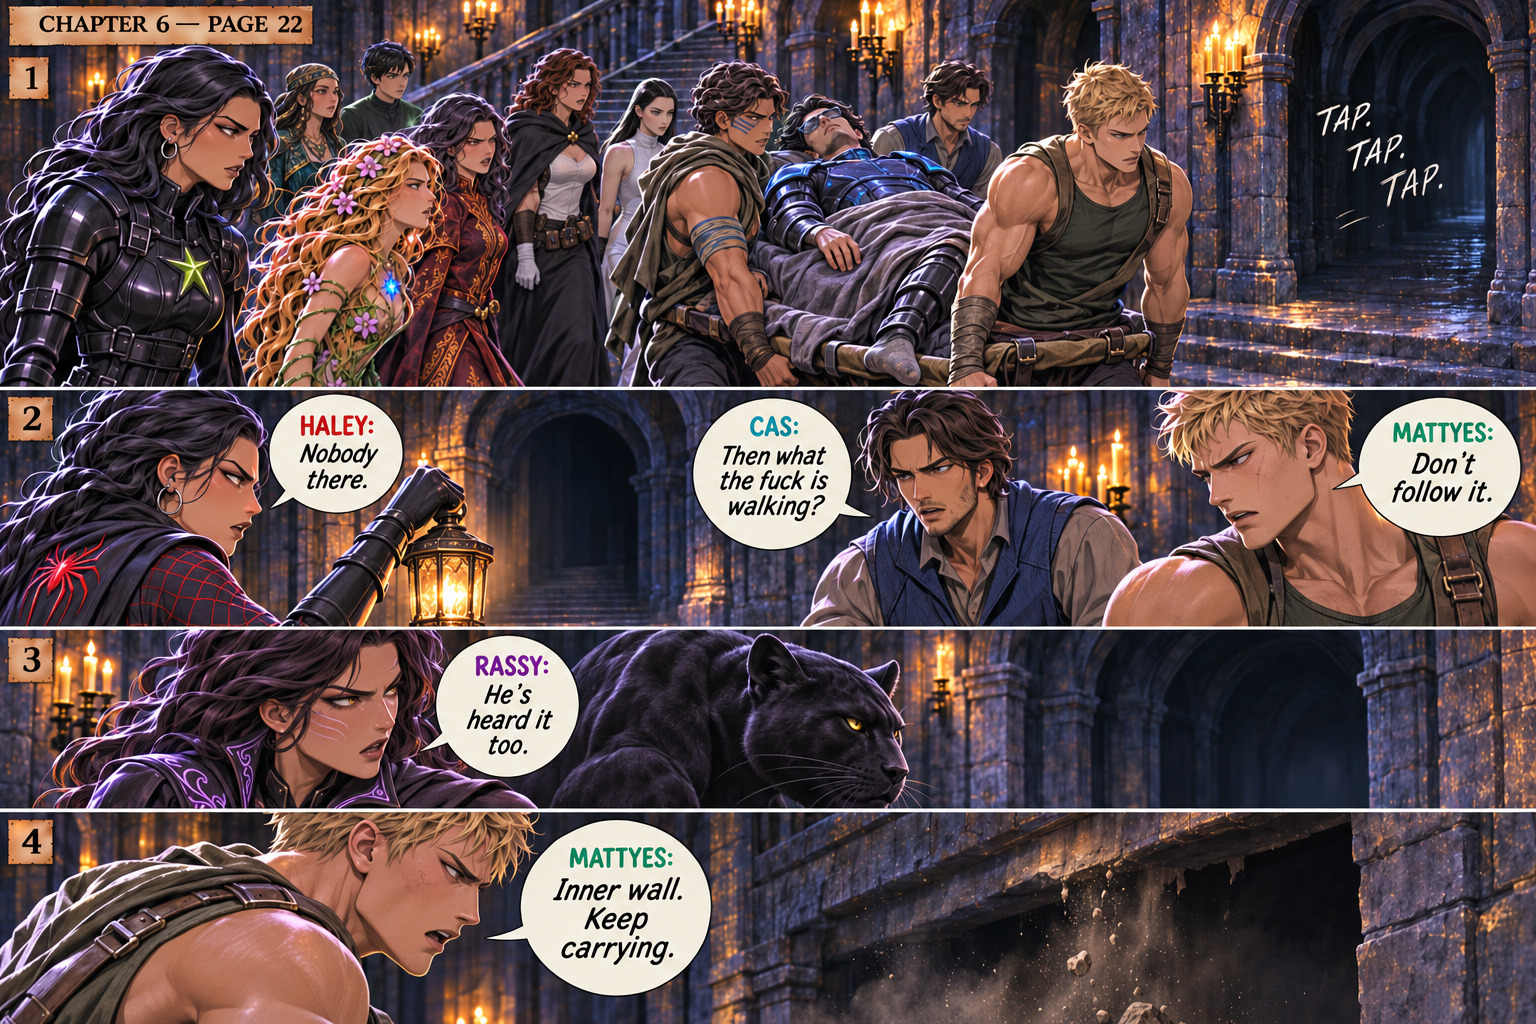 CHAPTER 6 — PAGE 22
1
TAP.
TAP.
TAP.
2
HALEY:
Nobody
there.
CAS:
Then what
the fuck is
walking?
MATTYES:
Don't
follow it.
3
RASSY:
He's
heard it
too.
4
MATTYES:
Inner wall.
Keep
carrying.